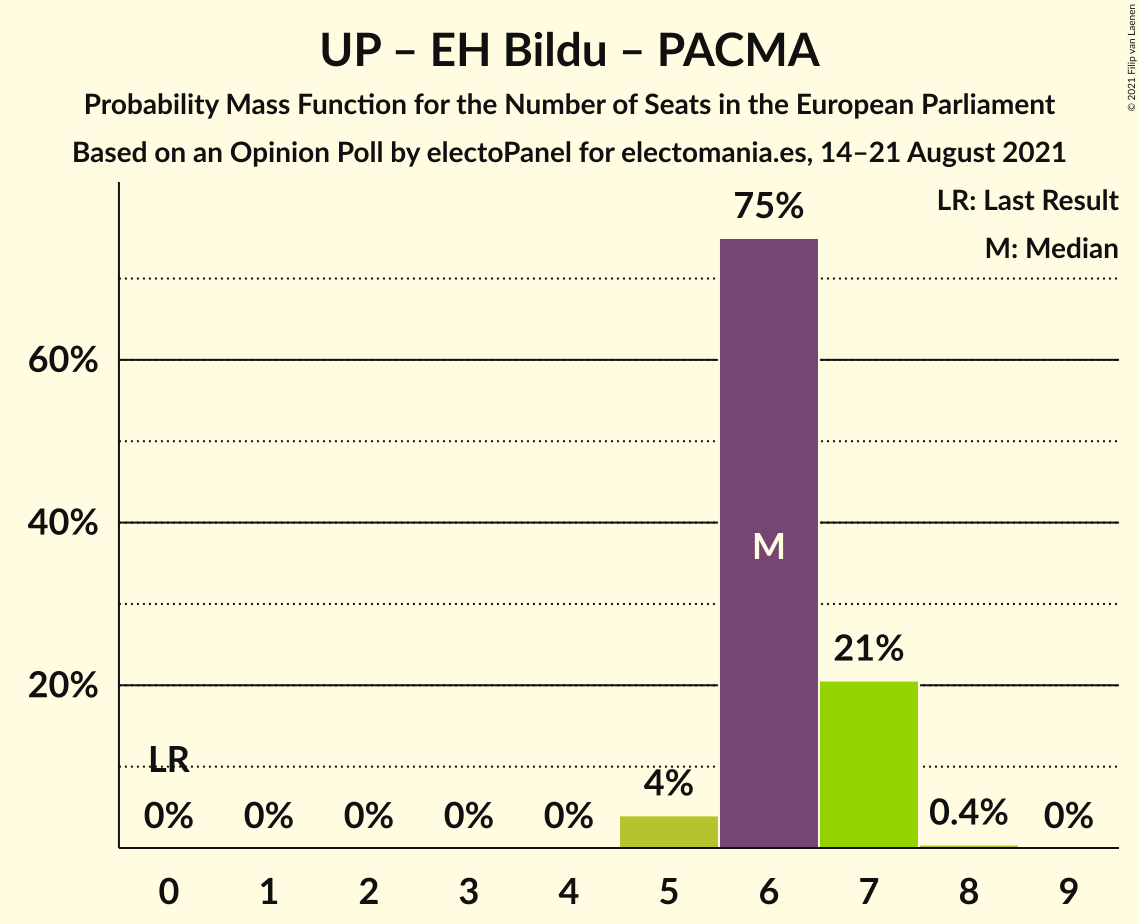 UP – EH Bildu – PACMA
Probability Mass Function for the Number of Seats in the European Parliament
Based on an Opinion Poll by electoPanel for electomania.es, 14–21 August 2021
© 2021 Filip van Laenen
LR: Last Result
M: Median
75%
60%
40%
M
21%
20%
LR
4%
0% 0% 0% 0% 0% 0.4% 0%
0 1 2 3 4 5 6 7 8 9